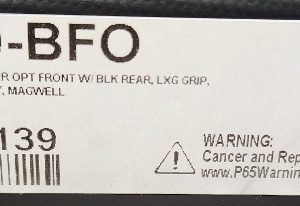 -BFO
R OPT FRONT W/ BLK REAR, LXG GRIP,
, MAGWELL
139
WARNING:
Cancer and Rep
www.P65Warnin